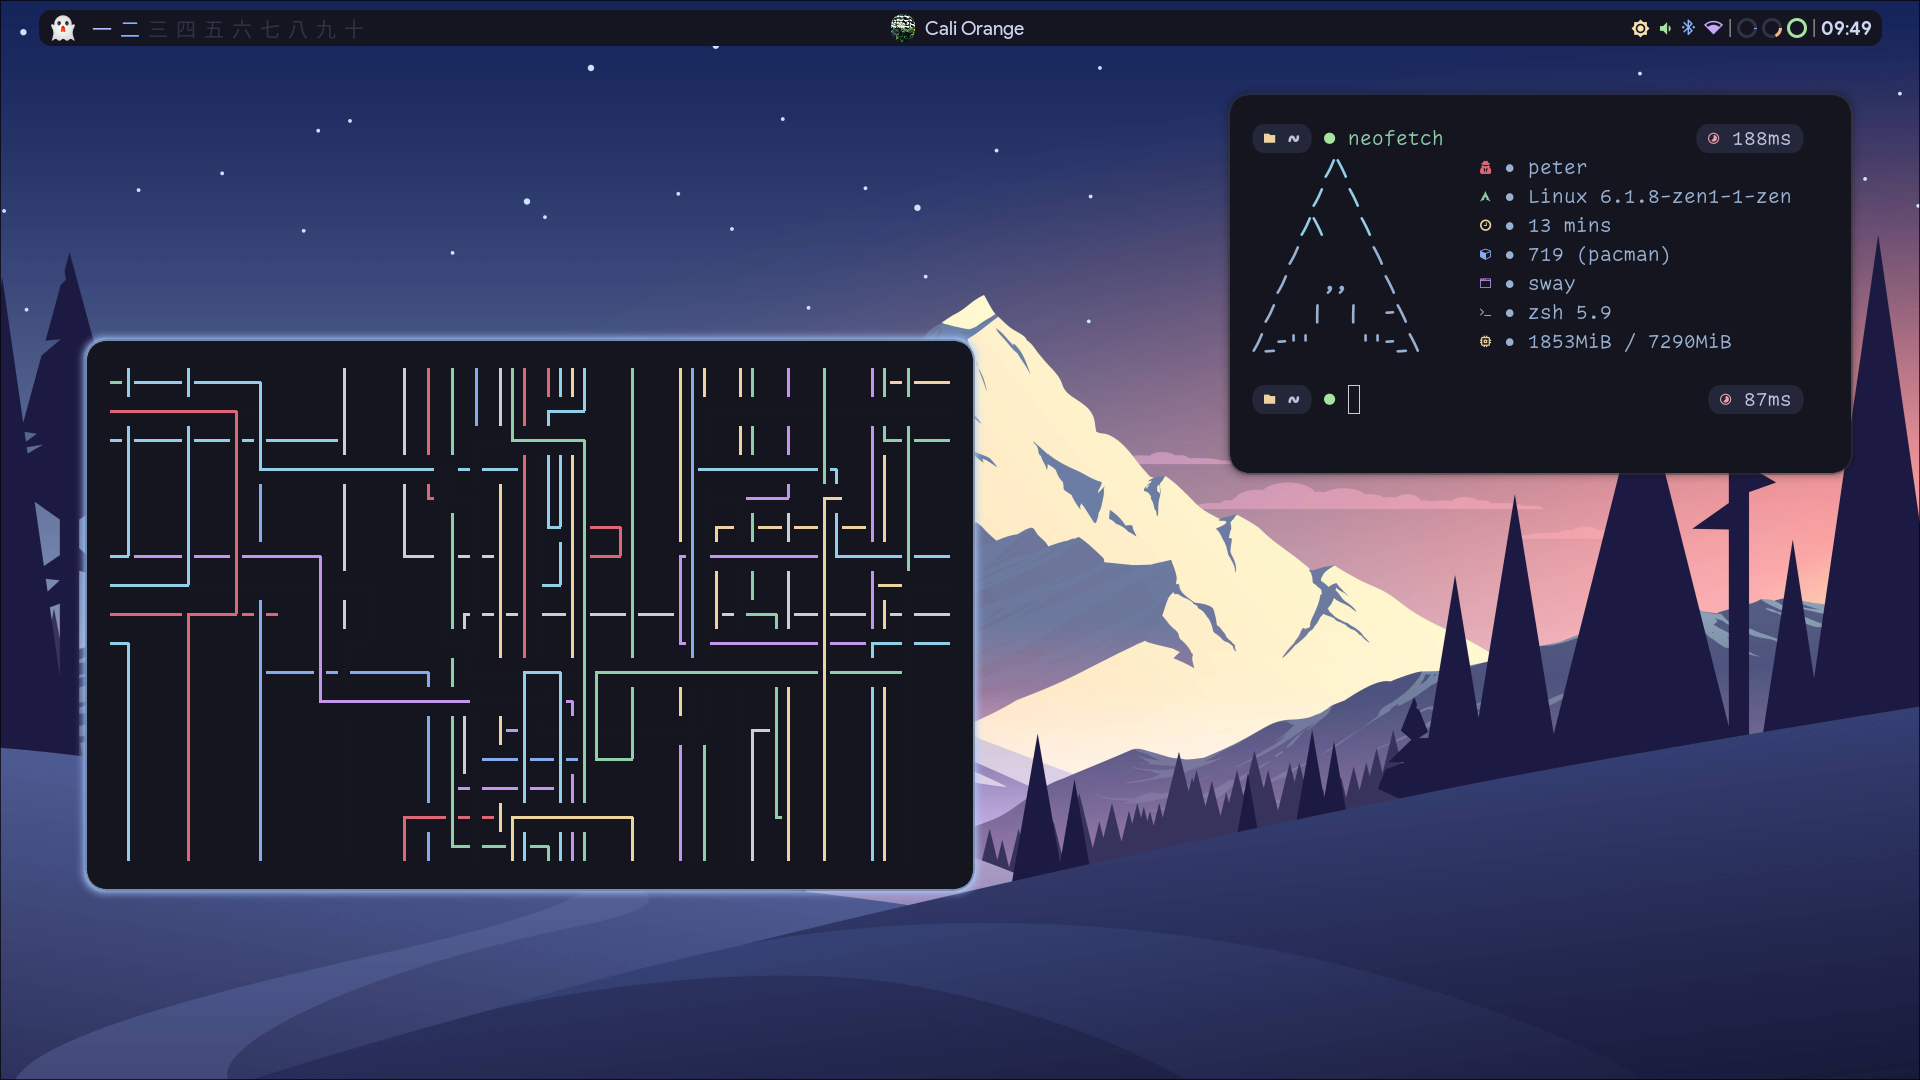 一 二 三 四 五 六 七 八 九 十
Cali Orange
09:49
~ neofetch 188ms
peter
Linux 6.1.8-zen1-1-zen
13 mins
719 (pacman)
sway
zsh 5.9
1853MiB / 7290MiB
~ 87ms